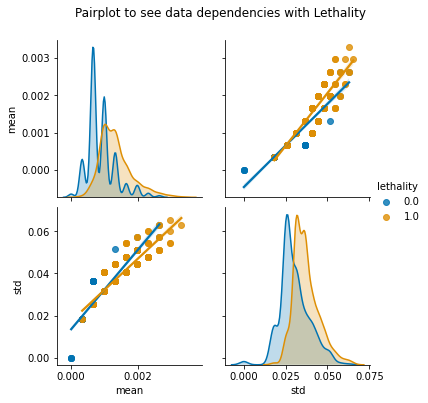 Pairplot to see data dependencies with Lethality
0.003
0.002
0.001
0.000
mean
lethality
0.0
1.0
0.06
0.04
0.02
0.00
std
0.000 0.002
mean
0.000 0.025 0.050 0.075
std